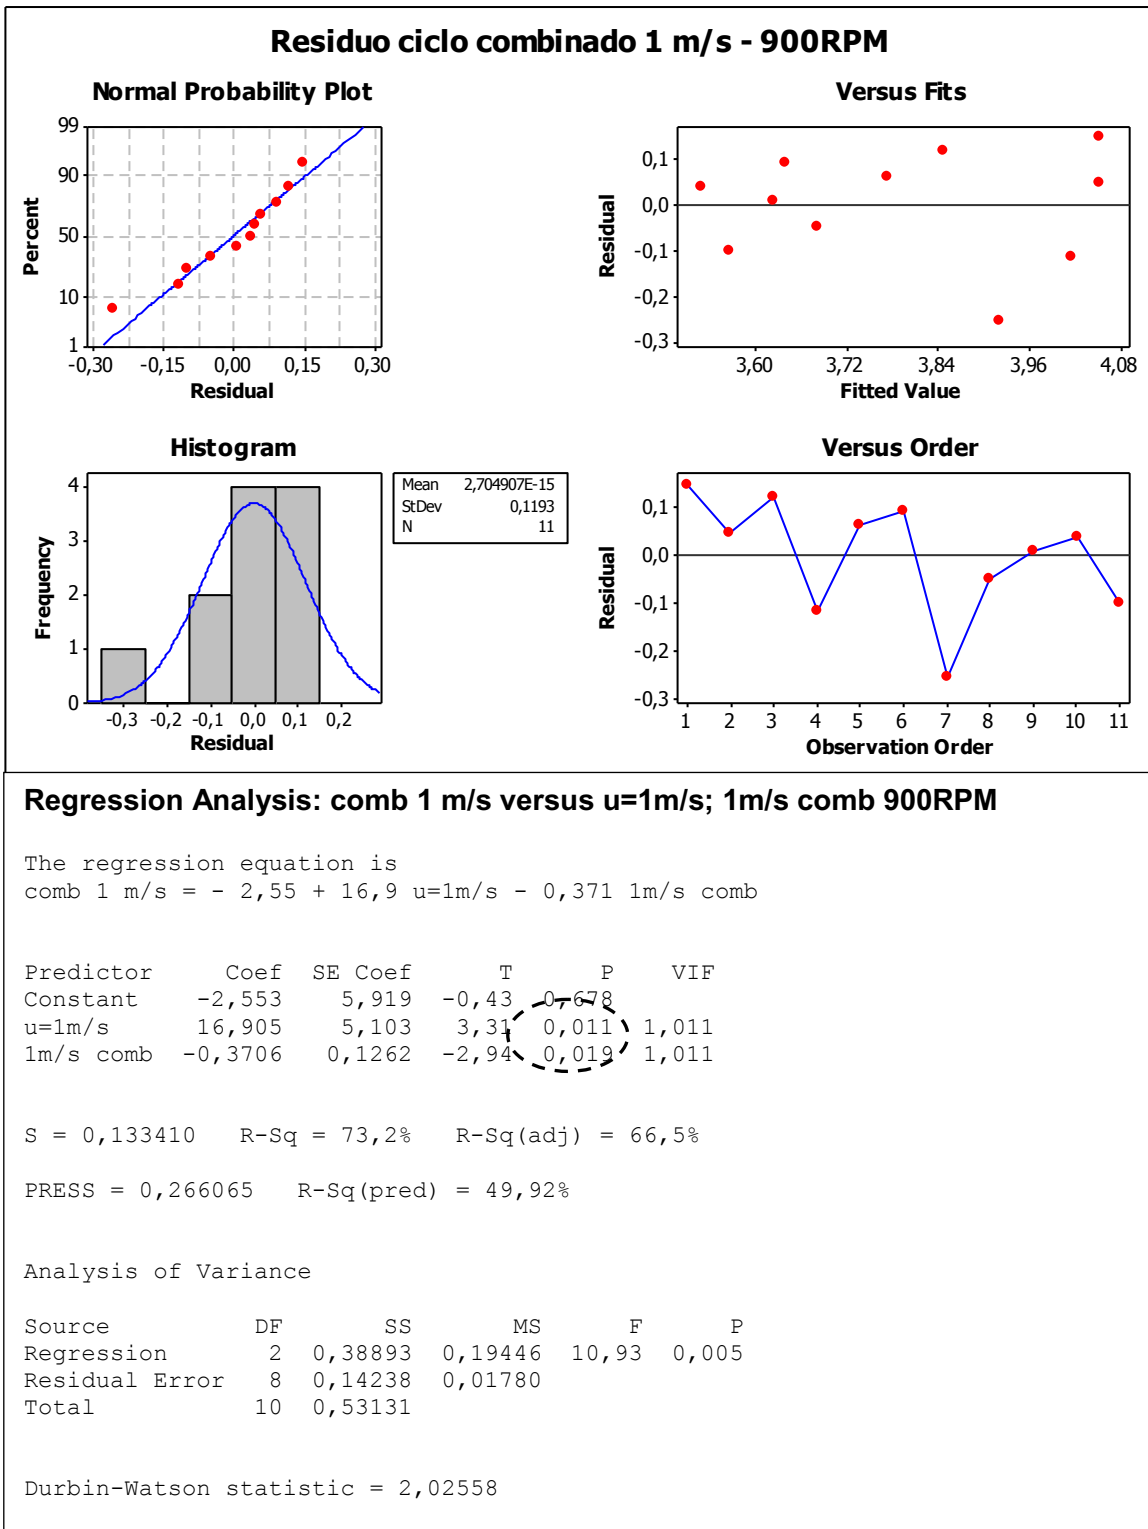 Residuo ciclo combinado 1 m/s - 900RPM
Normal Probability Plot
99
90
50
10
1
Percent
-0,30 -0,15 0,00 0,15 0,30
Residual
Versus Fits
0,1
0,0
-0,1
-0,2
-0,3
Residual
3,60 3,72 3,84 3,96 4,08
Fitted Value
Histogram
4
3
2
1
0
Frequency
-0,3 -0,2 -0,1 0,0 0,1 0,2
Residual
Mean 2,704907E-15
StDev 0,1193
N 11
Versus Order
0,1
0,0
-0,1
-0,2
-0,3
Residual
1 2 3 4 5 6 7 8 9 10 11
Observation Order
Regression Analysis: comb 1 m/s versus u=1m/s; 1m/s comb 900RPM
The regression equation is
comb 1 m/s = - 2,55 + 16,9 u=1m/s - 0,371 1m/s comb
Predictor Coef SE Coef T P VIF
Constant -2,553 5,919 -0,43 0,678
u=1m/s 16,905 5,103 3,31 0,011 1,011
1m/s comb -0,3706 0,1262 -2,94 0,019 1,011
S = 0,133410 R-Sq = 73,2% R-Sq(adj) = 66,5%
PRESS = 0,266065 R-Sq(pred) = 49,92%
Analysis of Variance
Source DF SS MS F P
Regression 2 0,38893 0,19446 10,93 0,005
Residual Error 8 0,14238 0,01780
Total 10 0,53131
Durbin-Watson statistic = 2,02558